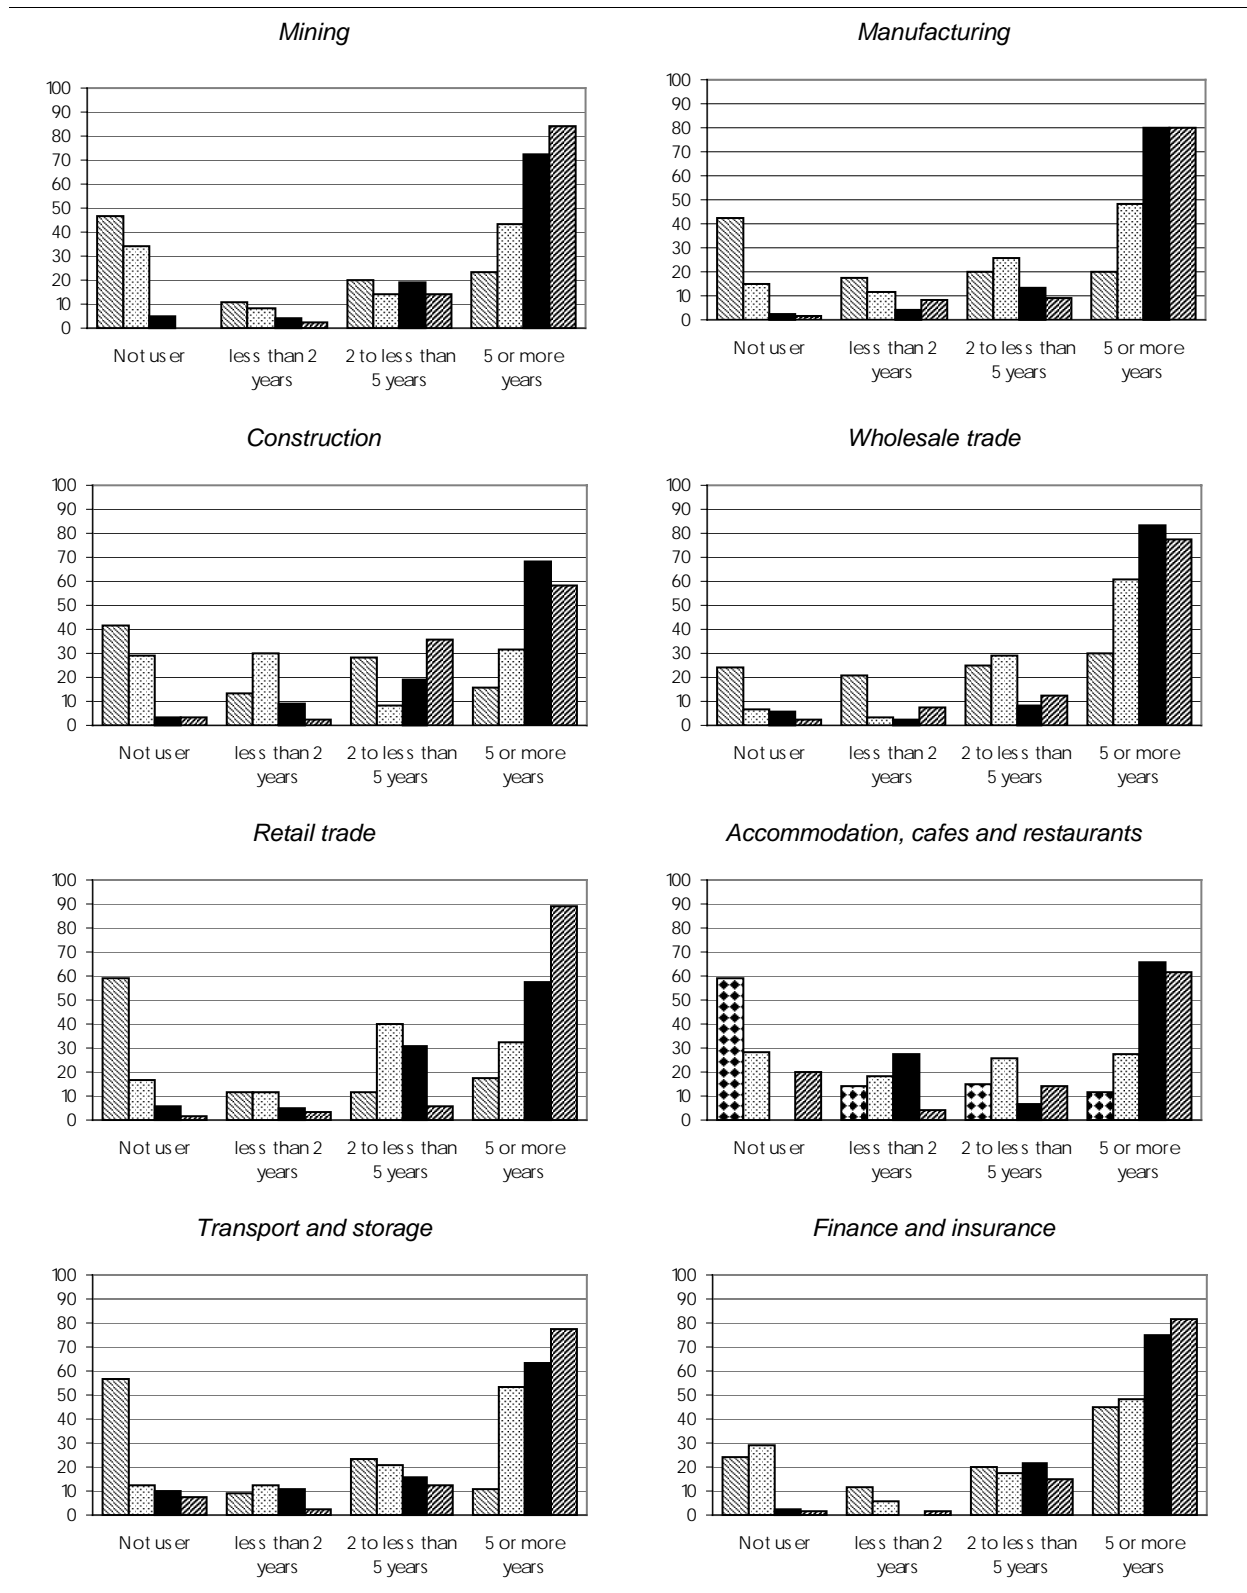 Mining
Manufacturing
100
90
80
70
60
50
40
30
20
10
0
Not user
less than 2
years
2 to less than
5 years
5 or more
years
100
90
80
70
60
50
40
30
20
10
0
Not user
less than 2
years
2 to less than
5 years
5 or more
years
Construction
Wholesale trade
100
90
80
70
60
50
40
30
20
10
0
Not user
less than 2
years
2 to less than
5 years
5 or more
years
100
90
80
70
60
50
40
30
20
10
0
Not user
less than 2
years
2 to less than
5 years
5 or more
years
Retail trade
Accommodation, cafes and restaurants
100
90
80
70
60
50
40
30
20
10
0
Not user
less than 2
years
2 to less than
5 years
5 or more
years
100
90
80
70
60
50
40
30
20
10
0
Not user
less than 2
years
2 to less than
5 years
5 or more
years
Transport and storage
Finance and insurance
100
90
80
70
60
50
40
30
20
10
0
Not user
less than 2
years
2 to less than
5 years
5 or more
years
100
90
80
70
60
50
40
30
20
10
0
Not user
less than 2
years
2 to less than
5 years
5 or more
years